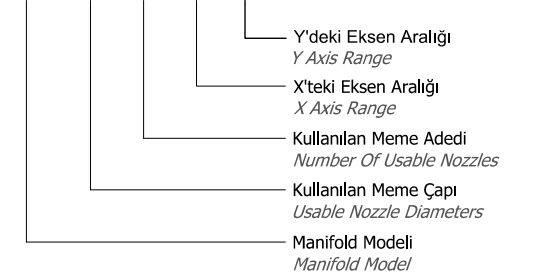 Y'deki Eksen Aralığı
Y Axis Range
X'teki Eksen Aralığı
X Axis Range
Kullanılan Meme Adedi
Number Of Usable Nozzles
Kullanılan Meme Çapı
Usable Nozzle Diameters
Manifold Modeli
Manifold Model